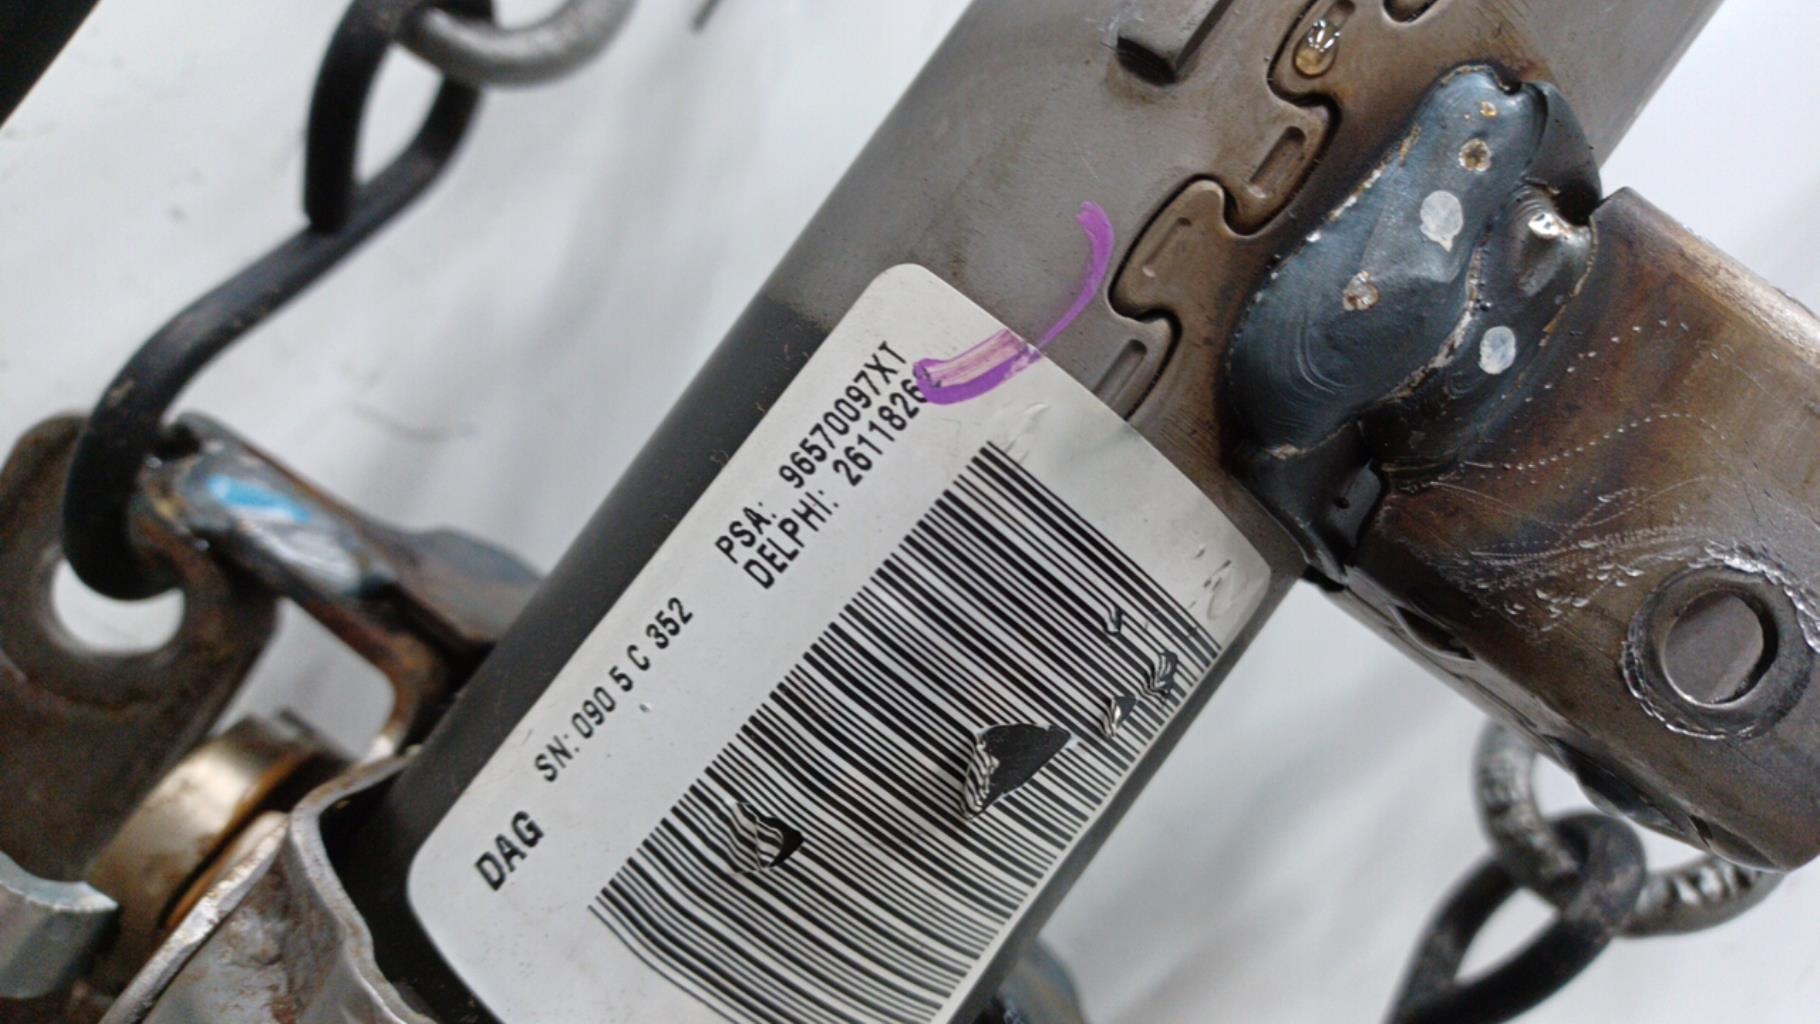 PSA: 96570097XT
DELPHI: 2611826
SN: 090 5 C 352
DAG